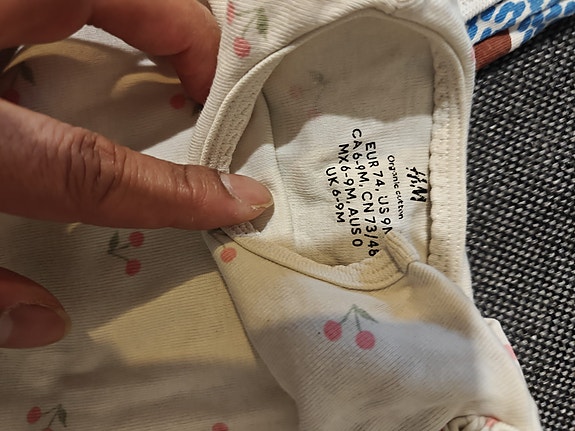 H&M
Organic cotton
EUR 74, US 9M
CA 6-9M, CN 73/48
MX 6-9M, AUS 0
UK 6-9M